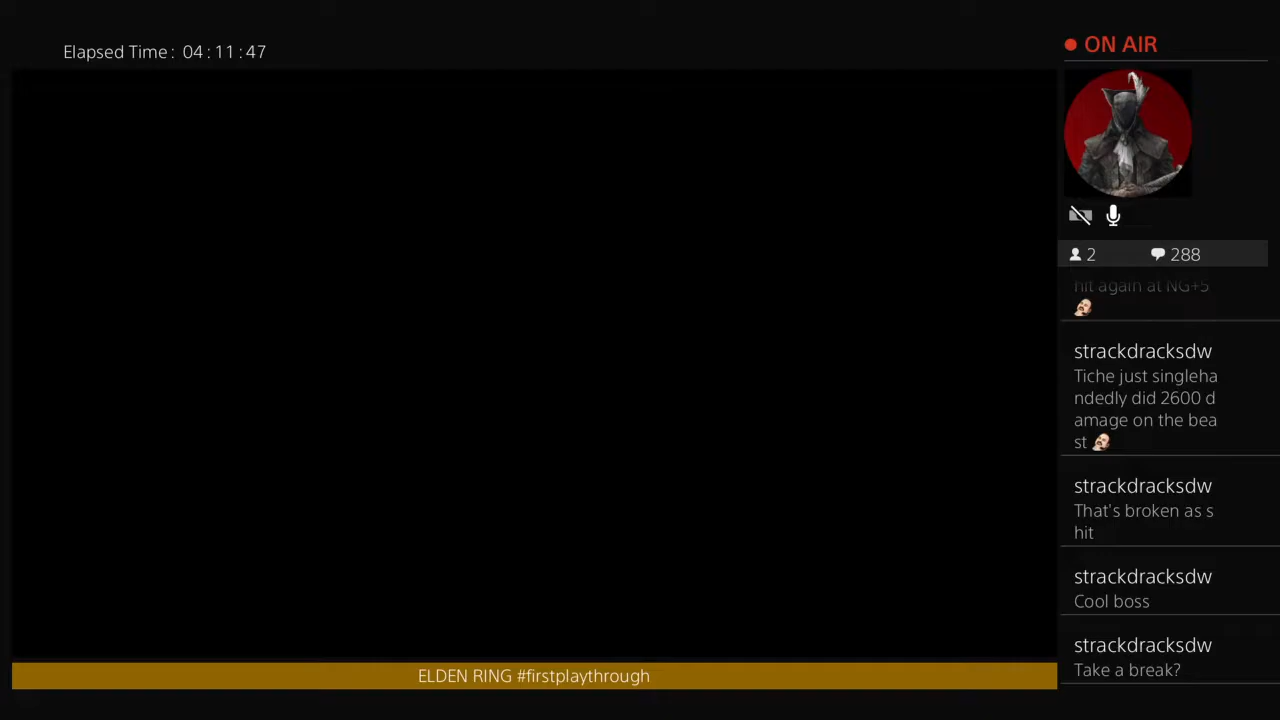 Elapsed Time: 04:11:47
ON AIR
2 288
hit again at NG+5
strackdracksdw
Tiche just singleha
ndedly did 2600 d
amage on the bea
st
strackdracksdw
That's broken as s
hit
strackdracksdw
Cool boss
strackdracksdw
Take a break?
ELDEN RING #firstplaythrough